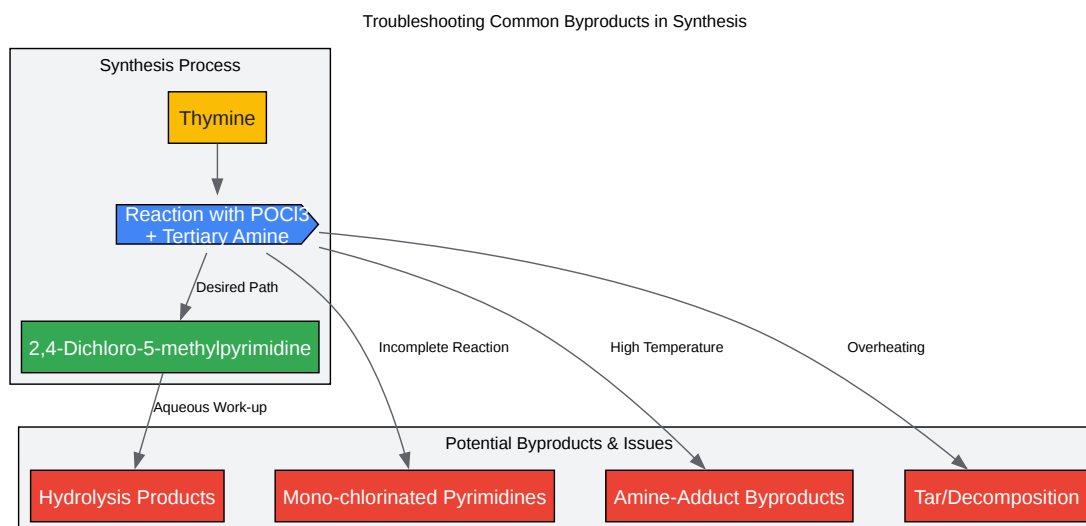 Troubleshooting Common Byproducts in Synthesis
Synthesis Process
Thymine
Reaction with POCl3
+ Tertiary Amine
Desired Path
2,4-Dichloro-5-methylpyrimidine
Incomplete Reaction
High Temperature
Overheating
Aqueous Work-up
Potential Byproducts & Issues
Hydrolysis Products
Mono-chlorinated Pyrimidines
Amine-Adduct Byproducts
Tar/Decomposition